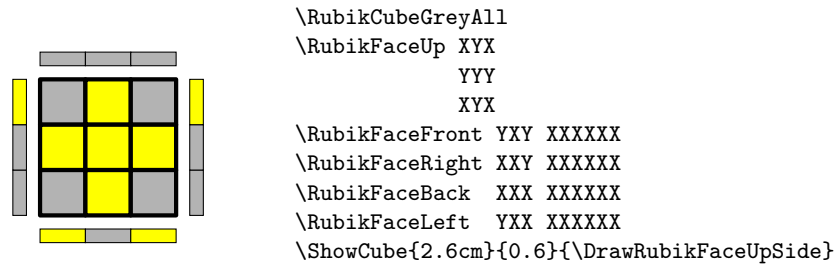 \RubikCubeGreyAll
\RubikFaceUp XYX
YYY
XYX
\RubikFaceFront YXY XXXXXX
\RubikFaceRight XXY XXXXXX
\RubikFaceBack  XXX XXXXXX
\RubikFaceLeft  YXX XXXXXX
\ShowCube{2.6cm}{0.6}{\DrawRubikFaceUpSide}